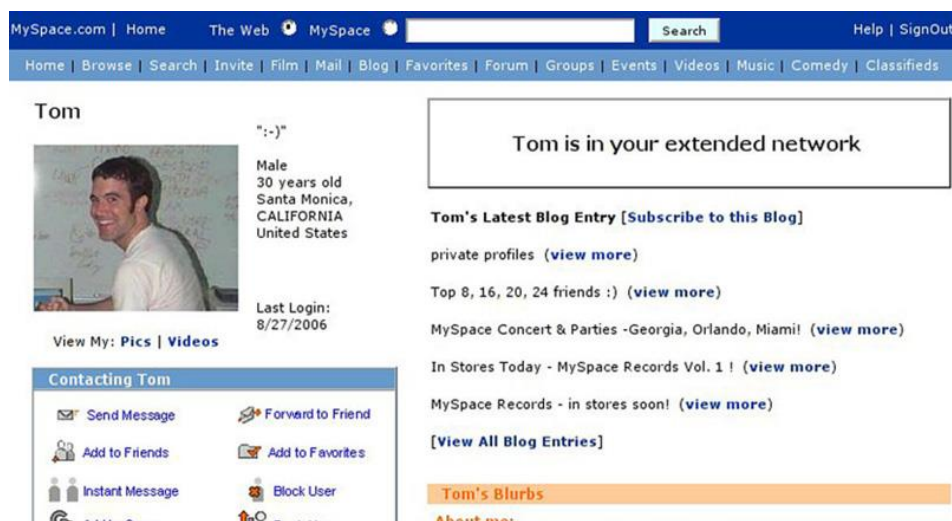 MySpace.com | Home The Web MySpace Search Help | SignOut
Home | Browse | Search | Invite | Film | Mail | Blog | Favorites | Forum | Groups | Events | Videos | Music | Comedy | Classifieds
Tom
":-)"
Male
30 years old
Santa Monica,
CALIFORNIA
United States
Last Login:
8/27/2006
View My: Pics | Videos
Contacting Tom
Send Message Forward to Friend
Add to Friends Add to Favorites
Instant Message Block User
Tom is in your extended network
Tom's Latest Blog Entry [Subscribe to this Blog]
private profiles (view more)
Top 8, 16, 20, 24 friends :) (view more)
MySpace Concert & Parties -Georgia, Orlando, Miami! (view more)
In Stores Today - MySpace Records Vol. 1 ! (view more)
MySpace Records - in stores soon! (view more)
[View All Blog Entries]
Tom's Blurbs
About me: